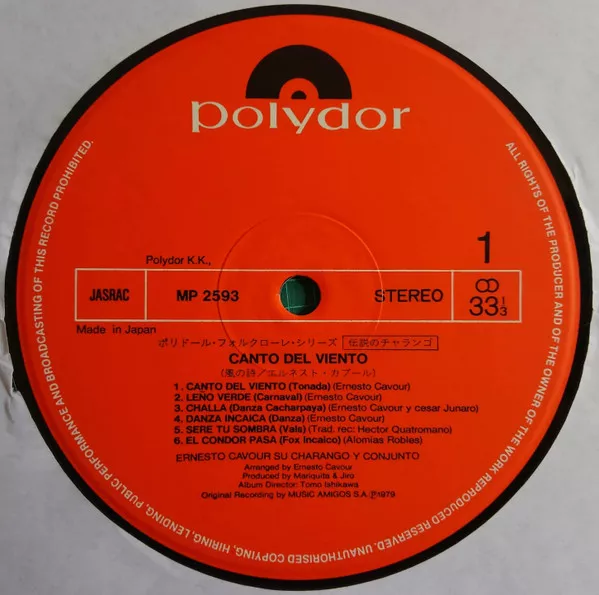 polydor
1
Polydor K.K.,
JASRAC MP 2593 STEREO 33 1/3
Made in Japan
ポリドール・フォルクローレ・シリーズ 伝説のチャランゴ
CANTO DEL VIENTO
(風の詩/エルネスト・カブール)
1. CANTO DEL VIENTO (Tonada) (Ernesto Cavour)
2. LEÑO VERDE (Carnaval) (Ernesto Cavour)
3. CHALLA (Danza Cacharpaya) (Ernesto Cavour y cesar Junaro)
4. DANZA INCAICA (Danza) (Ernesto Cavour)
5. SERE TU SOMBRA (Vals) (Trad. rec: Hector Quatromano)
6. EL CONDOR PASA (Fox incaico) (Alomias Robles)
ERNESTO CAVOUR SU CHARANGO Y CONJUNTO
Arranged by Ernesto Cavour
Produced by Mariquita & Jiro
Album Director: Tomo Ishikawa
Original Recording by MUSIC AMIGOS S.A. Ⓟ1979
ALL RIGHTS OF THE PRODUCER AND OF THE OWNER OF THE WORK REPRODUCED RESERVED. UNAUTHORISED COPYING, HIRING, LENDING, PUBLIC PERFORMANCE AND BROADCASTING OF THIS RECORD PROHIBITED.